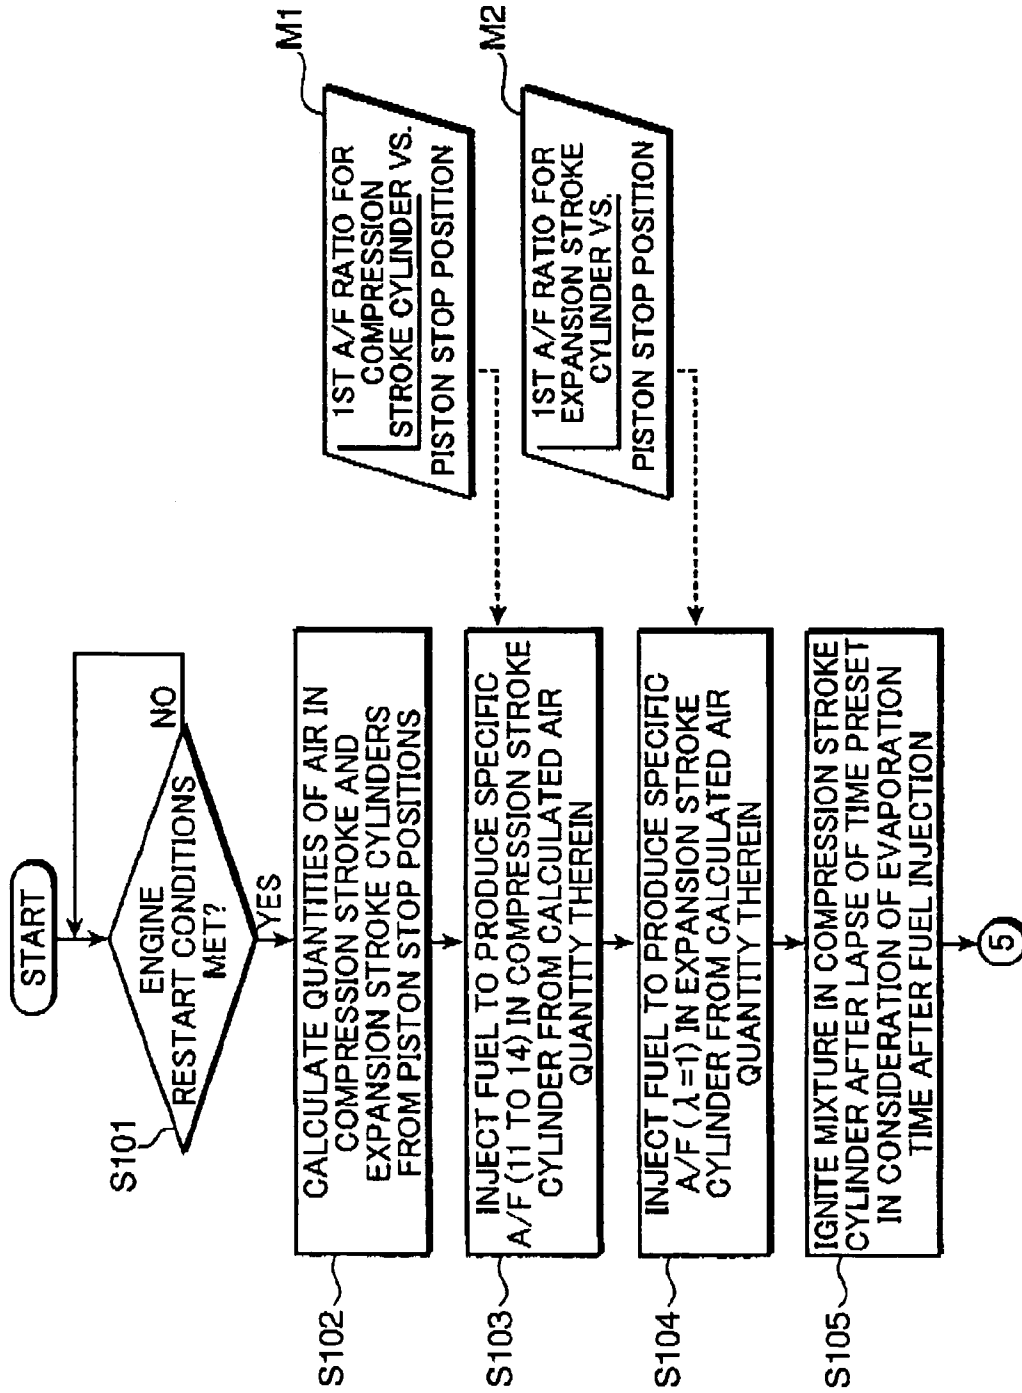 START
ENGINE
RESTART CONDITIONS
MET?
NO
YES
S101
CALCULATE QUANTITIES OF AIR IN
COMPRESSION STROKE AND
EXPANSION STROKE CYLINDERS
FROM PISTON STOP POSITIONS
S102
INJECT FUEL TO PRODUCE SPECIFIC
A/F (11 TO 14) IN COMPRESSION STROKE
CYLINDER FROM CALCULATED AIR
QUANTITY THEREIN
S103
1ST A/F RATIO FOR
COMPRESSION
STROKE CYLINDER VS.
PISTON STOP POSITION
M1
INJECT FUEL TO PRODUCE SPECIFIC
A/F (λ=1) IN EXPANSION STROKE
CYLINDER FROM CALCULATED AIR
QUANTITY THEREIN
S104
1ST A/F RATIO FOR
EXPANSION STROKE
CYLINDER VS.
PISTON STOP POSITION
M2
IGNITE MIXTURE IN COMPRESSION STROKE
CYLINDER AFTER LAPSE OF TIME PRESET
IN CONSIDERATION OF EVAPORATION
TIME AFTER FUEL INJECTION
S105
5